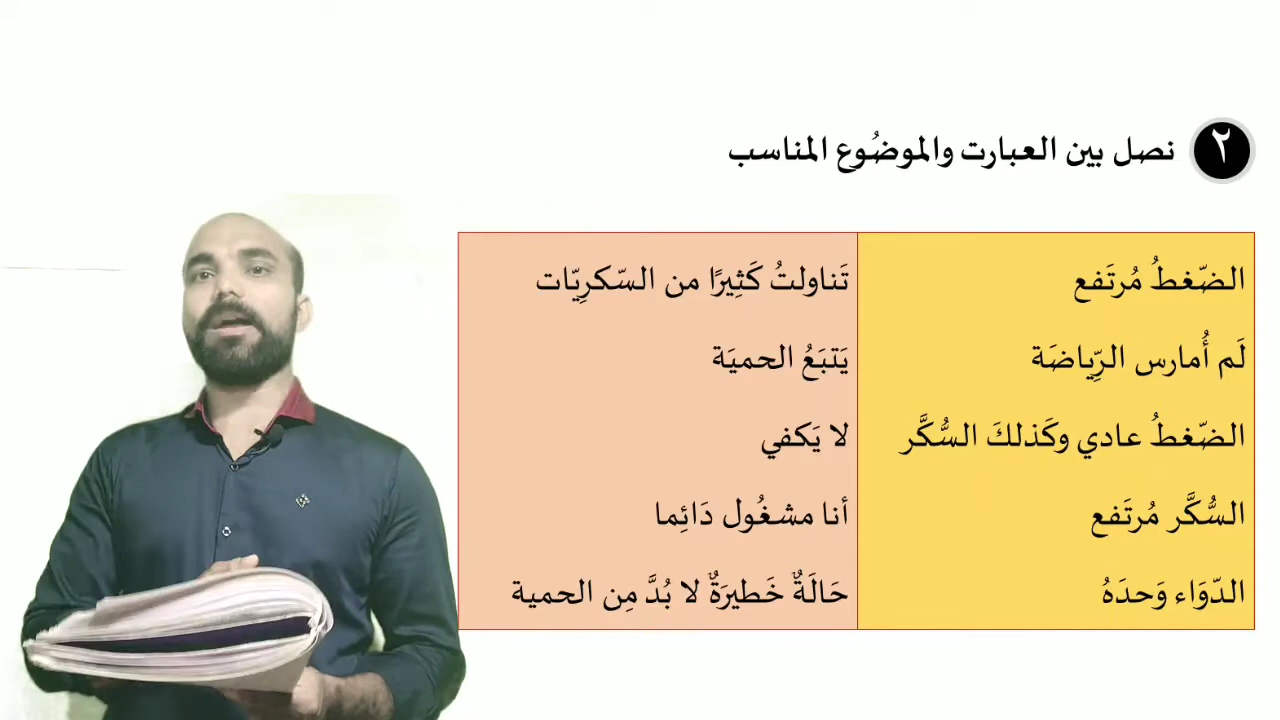 ٢ نصل بين العبارت والموضُوع المناسب
الضّغطُ مُرتَفع
تَناولتُ كَثِيرًا من السّكرِيّات
لَم أُمارس الرِّياضَة
يَتبَعُ الحميَة
الضّغطُ عادي وكَذلكَ السُّكَّر
لا يَكفي
السُّكَّر مُرتَفع
أنا مشغُول دَائِما
الدّوَاء وَحدَهُ
حَالَةٌ خَطيرَةٌ لا بُدَّ مِن الحمية